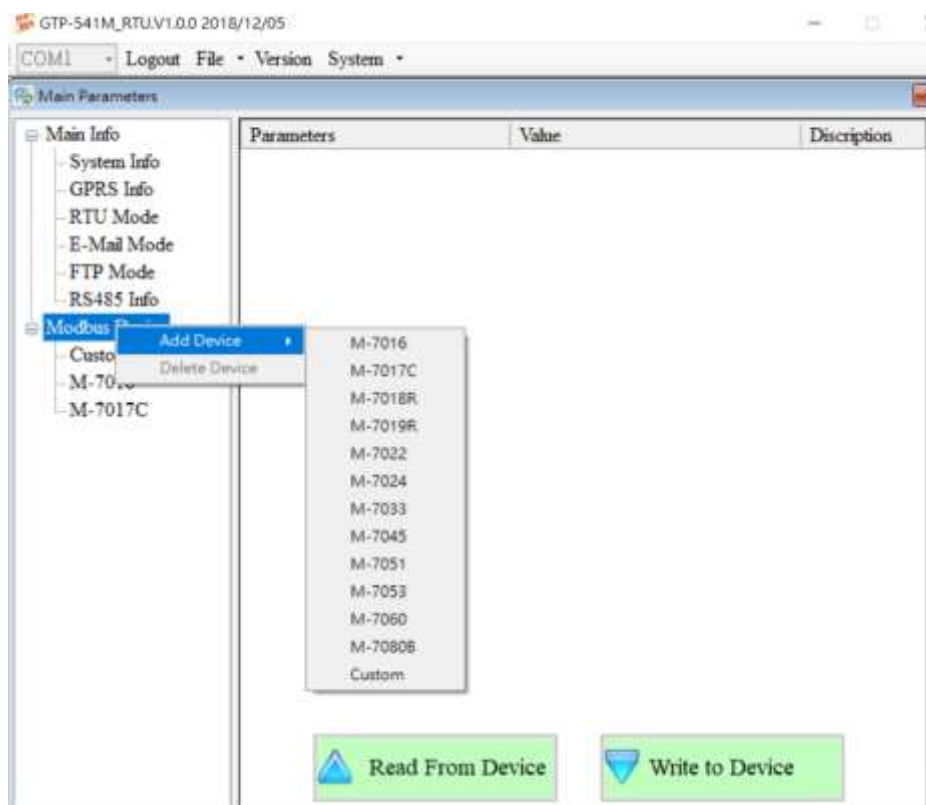 GTP-541M_RTU.V1.0.0 2018/12/05
COM1 Logout File Version System
Main Parameters
Main Info
System Info
GPRS Info
RTU Mode
E-Mail Mode
FTP Mode
RS485 Info
Modbus
Custo
M-70
M-7017C
Parameters Value Discription
Add Device
Delete Device
M-7016
M-7017C
M-7018R
M-7019R
M-7022
M-7024
M-7033
M-7045
M-7051
M-7053
M-7060
M-7080B
Custom
Read From Device
Write to Device